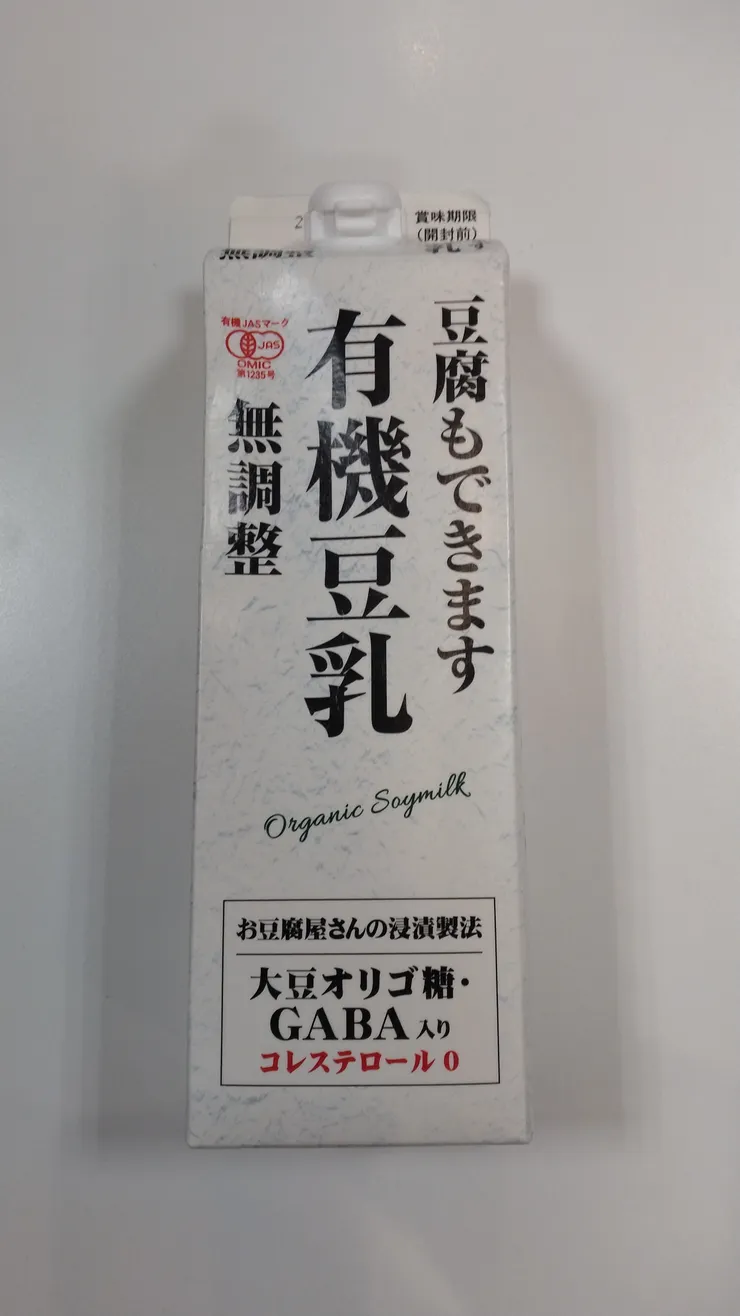 賞味期限
(開封前)
豆腐もできます
有機豆乳
有機JASマーク
JAS
OMIC
第1235号
無調整
Organic Soymilk
お豆腐屋さんの浸漬製法
大豆オリゴ糖・
GABA入り
コレステロール0